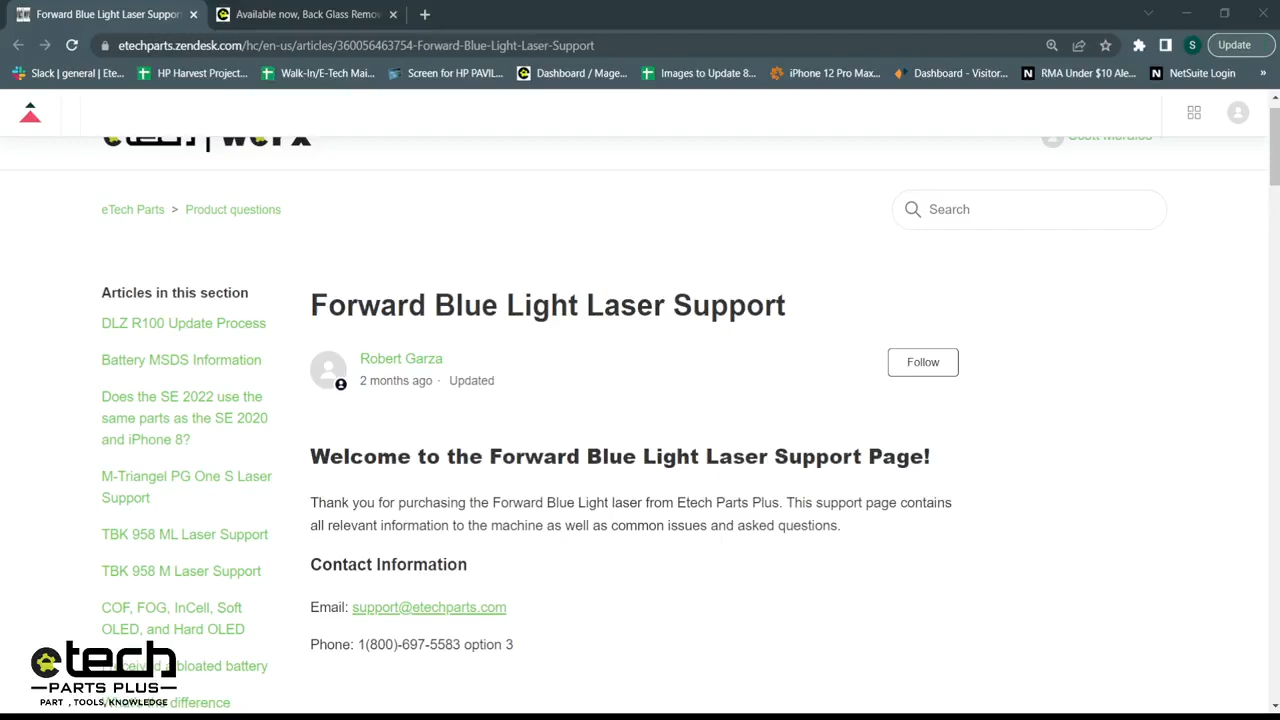 Forward Blue Light Laser Suppor
Available now, Back Glass Remov
etechparts.zendesk.com/hc/en-us/articles/360056463754-Forward-Blue-Light-Laser-Support
S
Update
Slack | general | Ete...
HP Harvest Project...
Walk-In/E-Tech Mai...
Screen for HP PAVIL...
Dashboard / Mage...
Images to Update 8...
iPhone 12 Pro Max...
Dashboard - Visitor...
RMA Under $10 Ale...
NetSuite Login
»
etech | werx
Scott Morales
eTech Parts > Product questions
Search
Articles in this section
DLZ R100 Update Process
Battery MSDS Information
Does the SE 2022 use the
same parts as the SE 2020
and iPhone 8?
M-Triangel PG One S Laser
Support
TBK 958 ML Laser Support
TBK 958 M Laser Support
COF, FOG, InCell, Soft
OLED, and Hard OLED
bloated battery
difference
Forward Blue Light Laser Support
Robert Garza
2 months ago · Updated
Follow
Welcome to the Forward Blue Light Laser Support Page!
Thank you for purchasing the Forward Blue Light laser from Etech Parts Plus. This support page contains
all relevant information to the machine as well as common issues and asked questions.
Contact Information
Email: support@etechparts.com
Phone: 1(800)-697-5583 option 3
etech
PARTS PLUS
PART , TOOLS, KNOWLEDGE